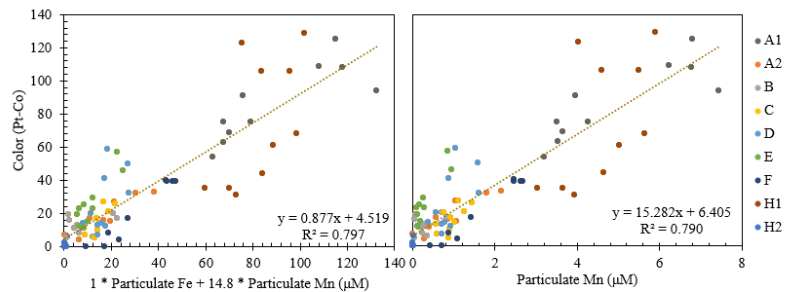 140
120
100
80
60
40
20
0
Color (Pt-Co)
y = 0.877x + 4.519
R² = 0.797
0 20 40 60 80 100 120 140
1 * Particulate Fe + 14.8 * Particulate Mn (μM)
y = 15.282x + 6.405
R² = 0.790
0 2 4 6 8
Particulate Mn (μM)
A1
A2
B
C
D
E
F
H1
H2